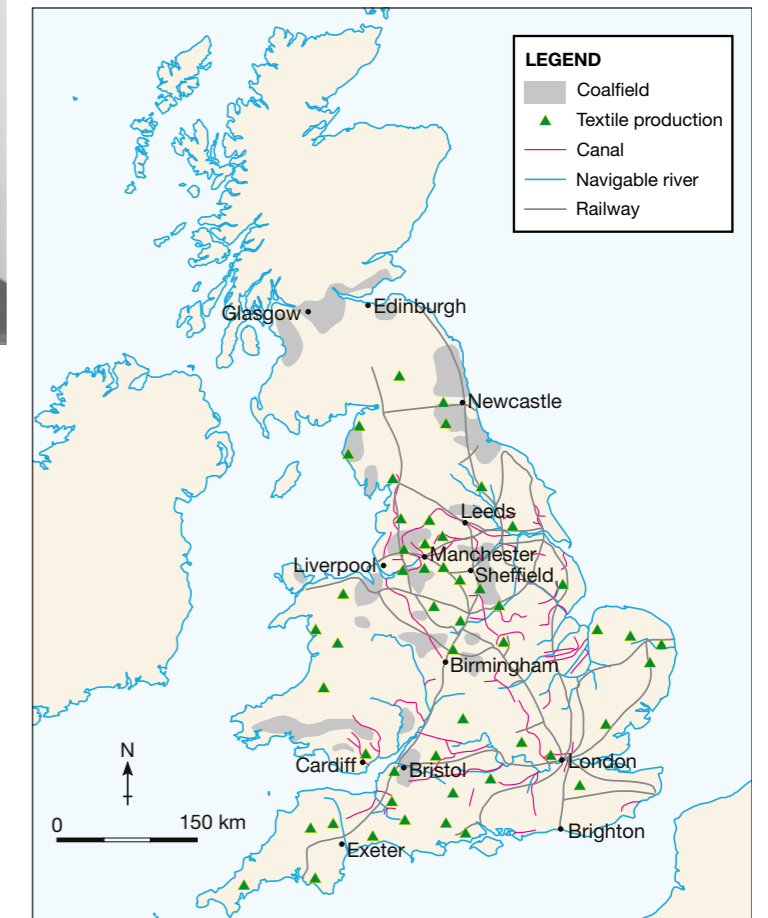 LEGEND
Coalfield
Textile production
Canal
Navigable river
Railway
Glasgow
Edinburgh
Newcastle
Leeds
Manchester
Liverpool
Sheffield
Birmingham
Cardiff
Bristol
London
Brighton
Exeter
N
0 150 km